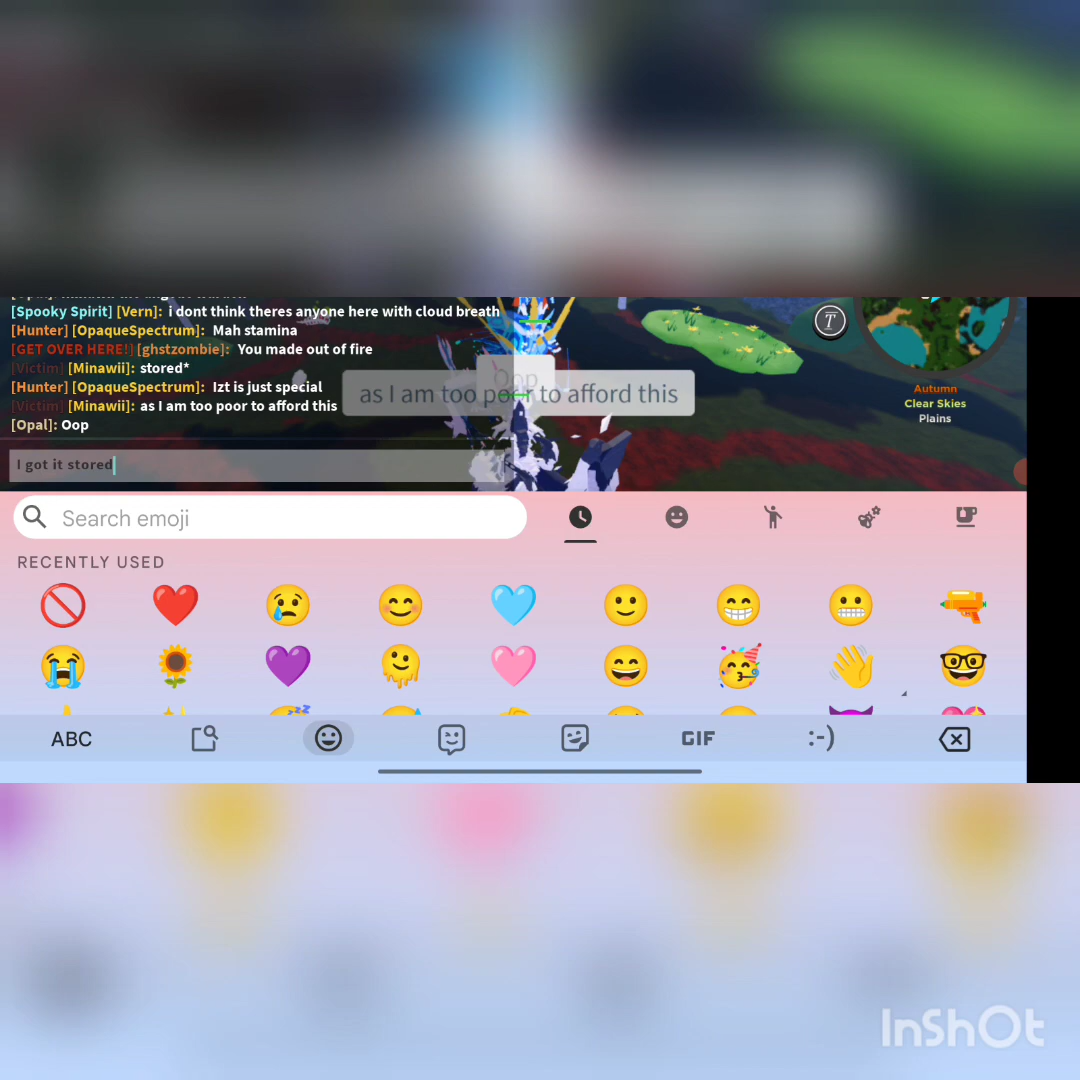 [Spooky Spirit] [Vern]: i dont think theres anyone here with cloud breath
[Hunter] [OpaqueSpectrum]: Mah stamina
[GET OVER HERE!] [ghstzombie]: You made out of fire
[Victim] [Minawii]: stored*
[Hunter] [OpaqueSpectrum]: Izt is just special
[Victim] [Minawii]: as I am too poor to afford this
[Opal]: Oop
Oop
as I am too poor to afford this
T
Autumn
Clear Skies
Plains
I got it stored
Search emoji
RECENTLY USED
ABC
GIF
:-)
InShOt